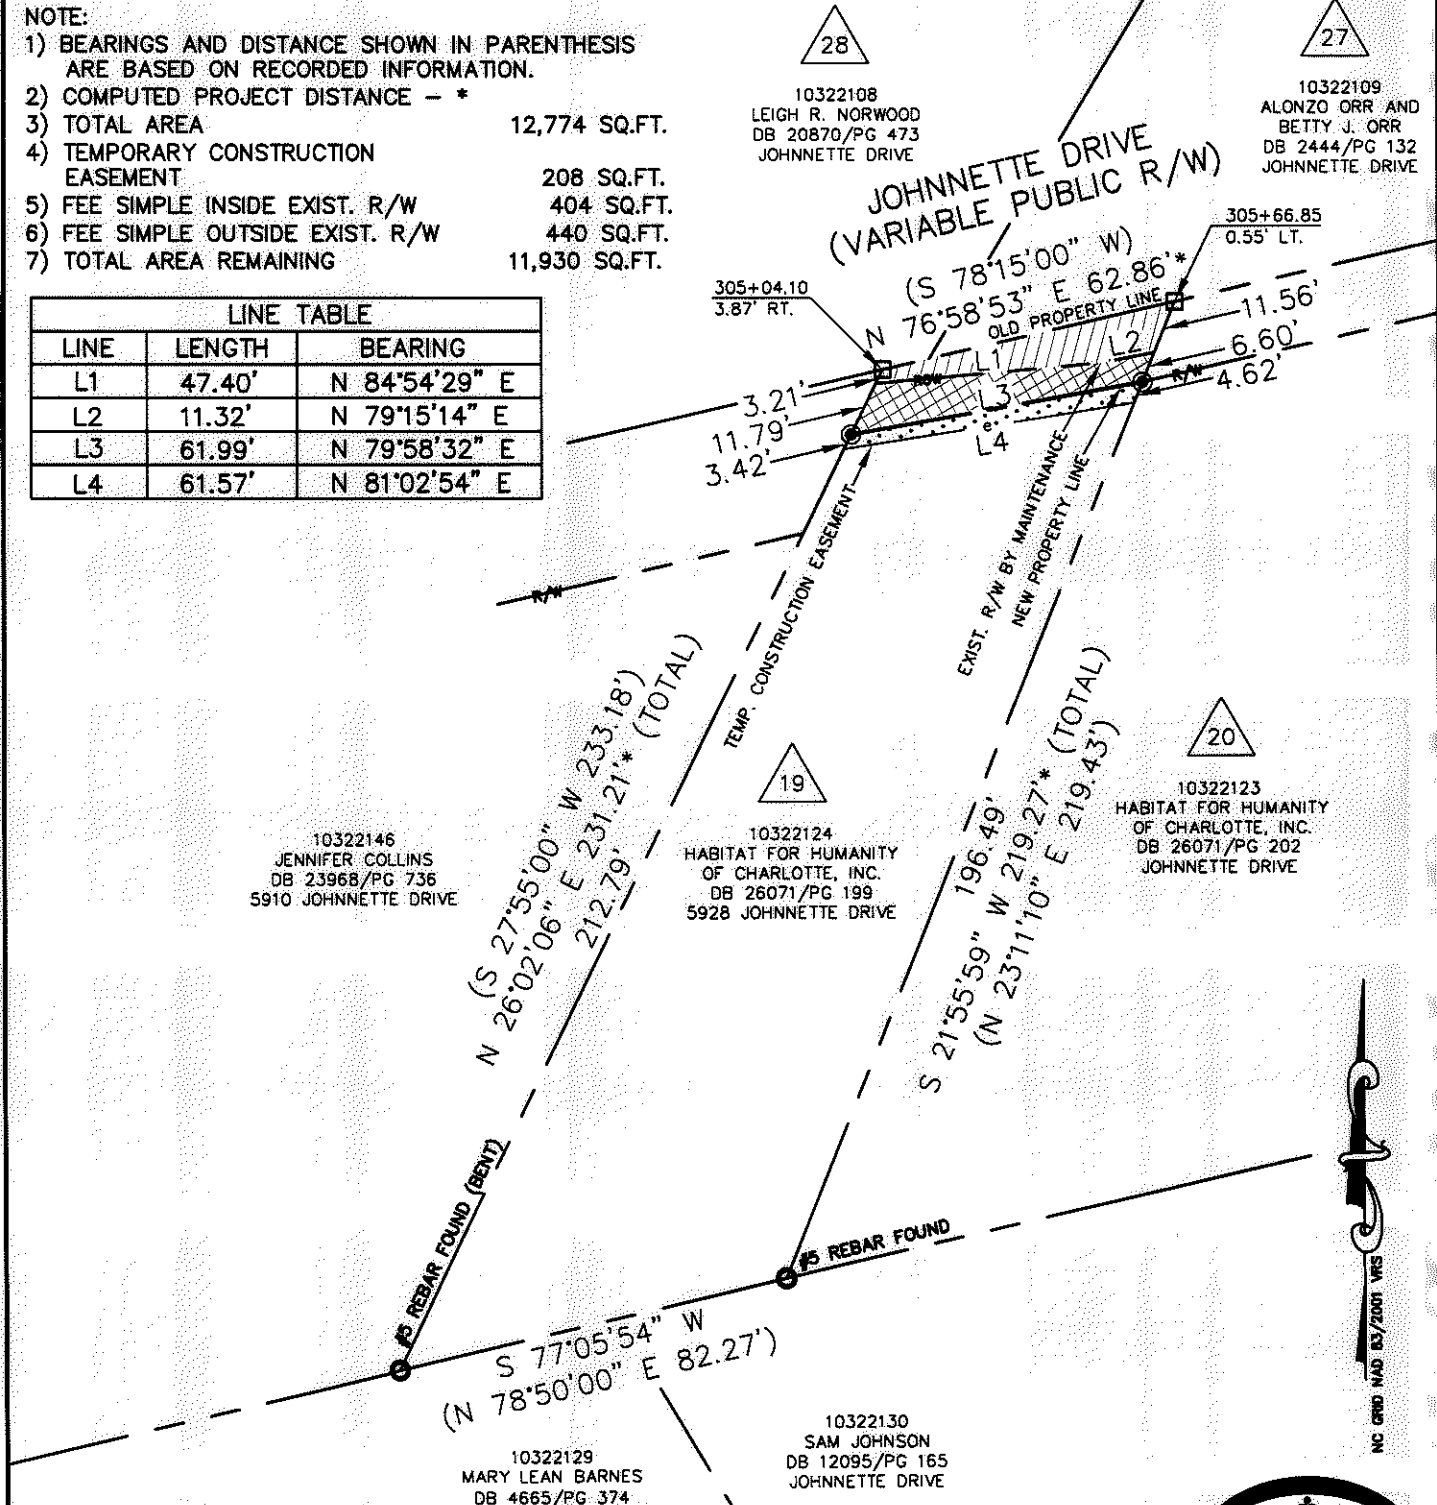 NOTE:
1) BEARINGS AND DISTANCE SHOWN IN PARENTHESIS
ARE BASED ON RECORDED INFORMATION.
2) COMPUTED PROJECT DISTANCE - *
3) TOTAL AREA 12,774 SQ.FT.
4) TEMPORARY CONSTRUCTION
EASEMENT 208 SQ.FT.
5) FEE SIMPLE INSIDE EXIST. R/W 404 SQ.FT.
6) FEE SIMPLE OUTSIDE EXIST. R/W 440 SQ.FT.
7) TOTAL AREA REMAINING 11,930 SQ.FT.
LINE TABLE
LINE LENGTH BEARING
L1 47.40' N 84°54'29" E
L2 11.32' N 79°15'14" E
L3 61.99' N 79°58'32" E
L4 61.57' N 81°02'54" E
28
10322108
LEIGH R. NORWOOD
DB 20870/PG 473
JOHNNETTE DRIVE
27
10322109
ALONZO ORR AND
BETTY J. ORR
DB 2444/PG 132
JOHNNETTE DRIVE
JOHNNETTE DRIVE
(VARIABLE PUBLIC R/W)
305+66.85
0.55' LT.
305+04.10
3.87' RT.
(S 78°15'00" W)
N 76°58'53" E 62.86'*
OLD PROPERTY LINE
11.56'
6.60'
4.62'
R/W
3.21'
11.79'
3.42'
ROW
L1
L2
L3
e
L4
R/W
TEMP. CONSTRUCTION EASEMENT
EXIST. R/W BY MAINTENANCE
NEW PROPERTY LINE
(S 27°55'00" W 233.18')
N 26°02'06" E 231.21'* (TOTAL)
212.79'
196.49'
S 21°55'59" W 219.27'* (TOTAL)
(N 23°11'10" E 219.43')
10322146
JENNIFER COLLINS
DB 23968/PG 736
5910 JOHNNETTE DRIVE
19
10322124
HABITAT FOR HUMANITY
OF CHARLOTTE, INC.
DB 26071/PG 199
5928 JOHNNETTE DRIVE
20
10322123
HABITAT FOR HUMANITY
OF CHARLOTTE, INC.
DB 26071/PG 202
JOHNNETTE DRIVE
#5 REBAR FOUND (BENT)
#5 REBAR FOUND
S 77°05'54" W
(N 78°50'00" E 82.27')
10322129
MARY LEAN BARNES
DB 4665/PG 374
10322130
SAM JOHNSON
DB 12095/PG 165
JOHNNETTE DRIVE
NC GRID NAD 83/2001 VRS